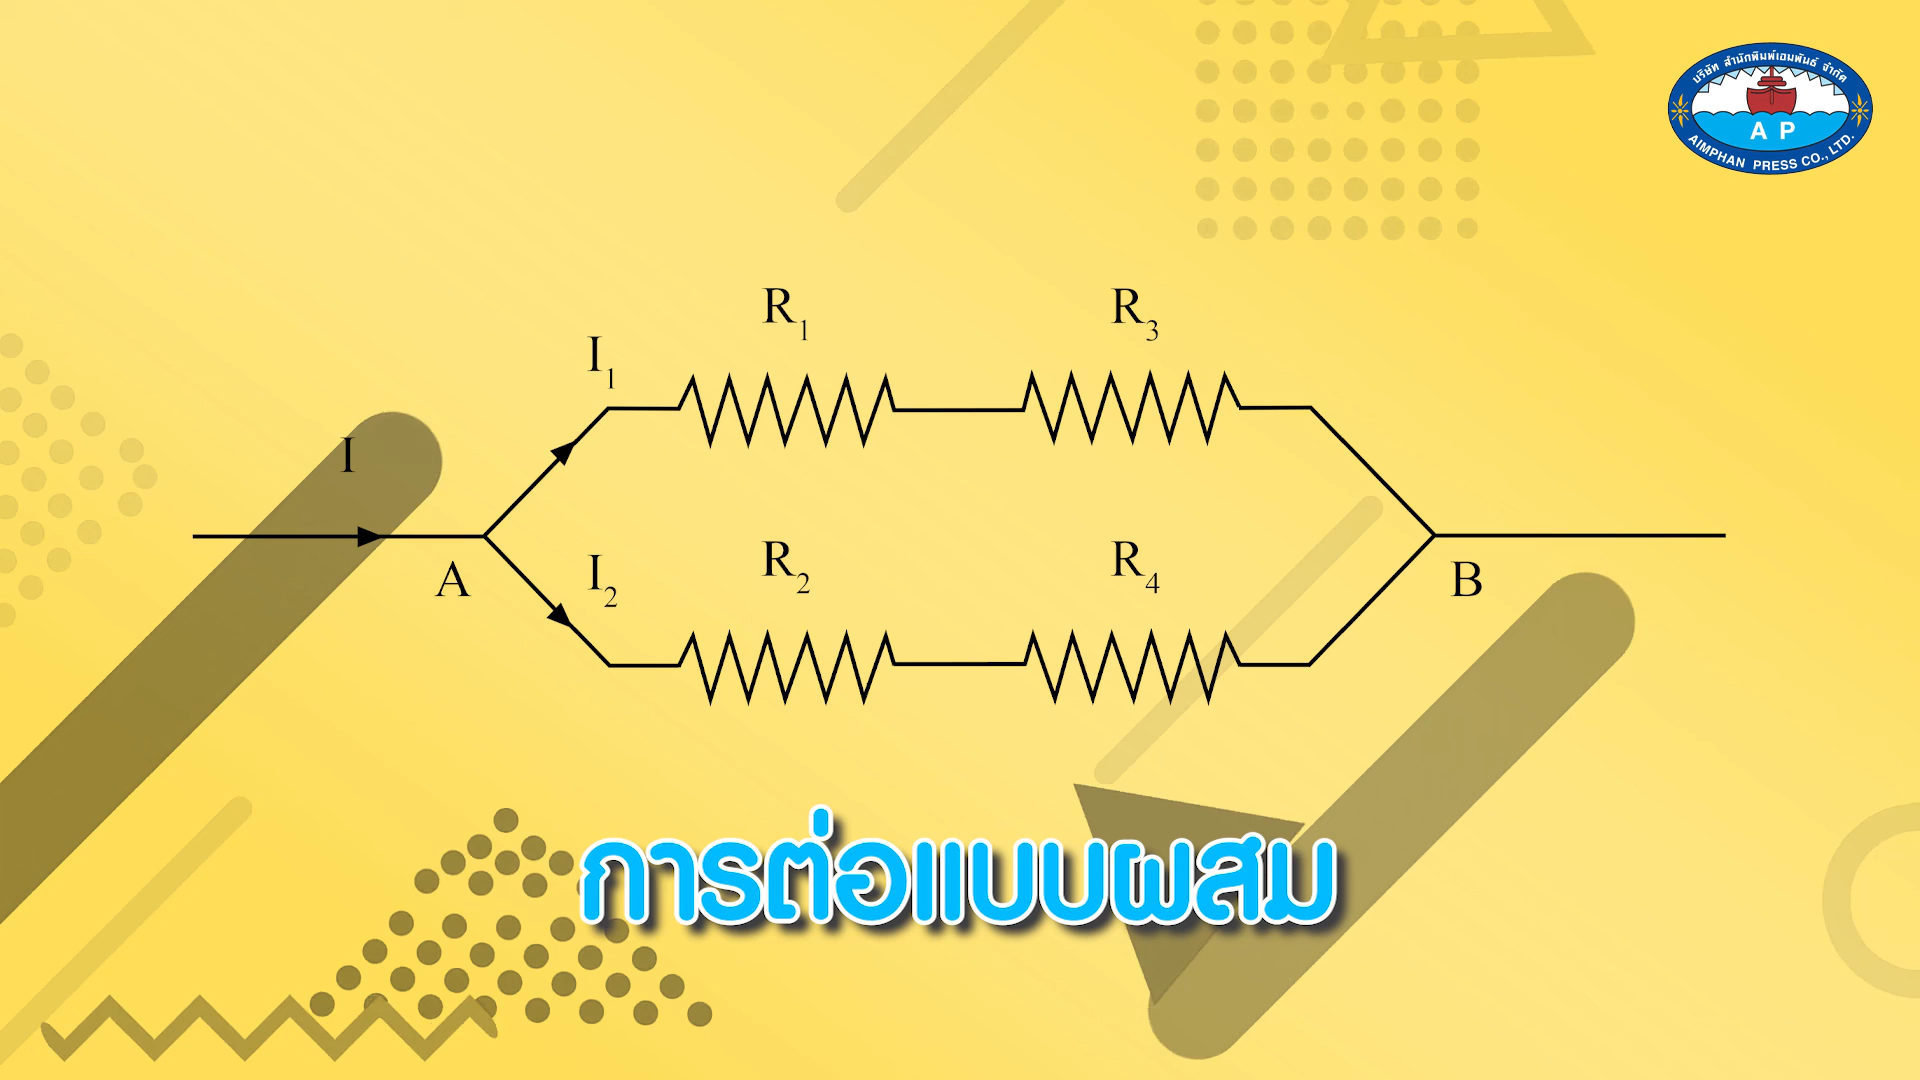 บริษัท สำนักพิมพ์เอมพันธ์ จำกัด
A P
AIMPHAN PRESS CO., LTD.
R₁
R₃
I₁
I
A
I₂
R₂
R₄
B
การต่อแบบผสม